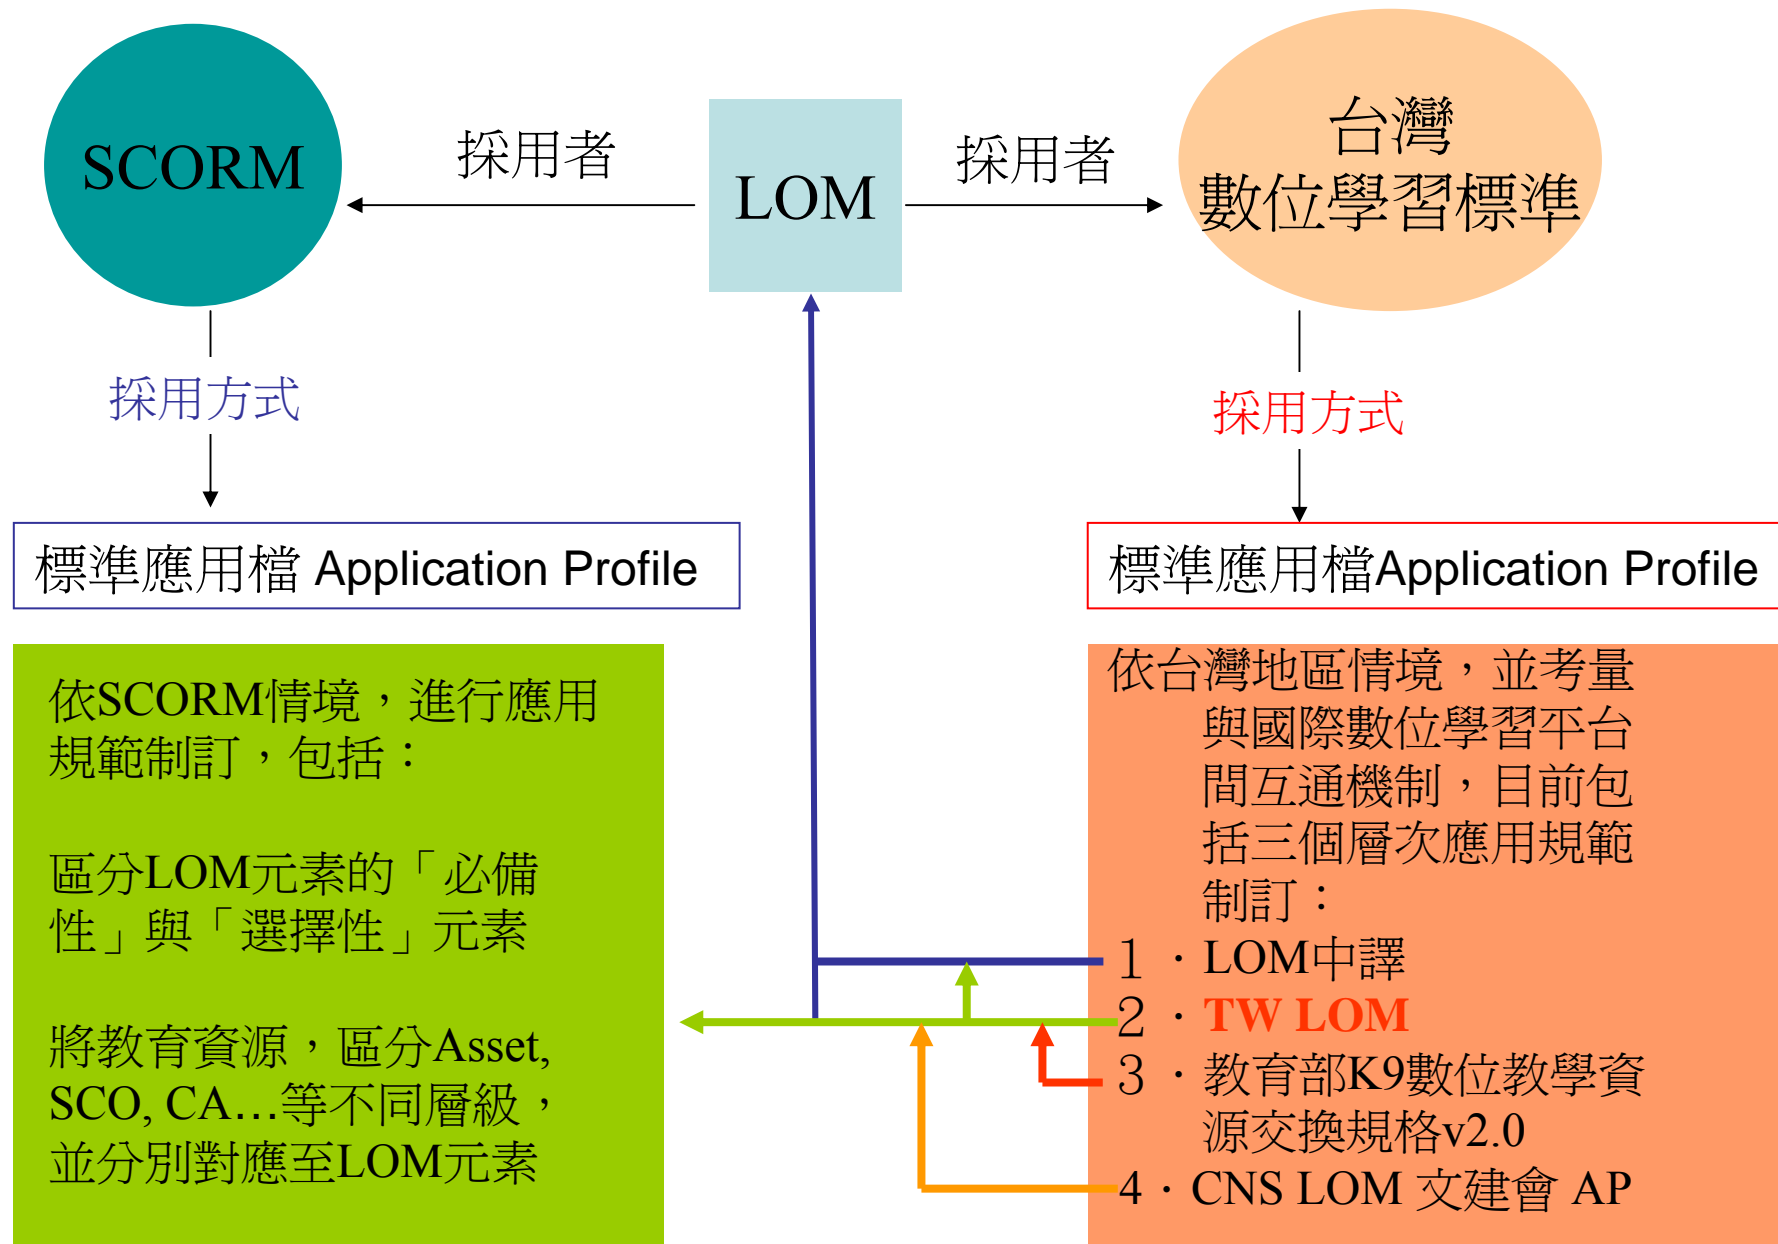 SCORM
採用者
LOM
採用者
台灣
數位學習標準
採用方式
採用方式
標準應用檔 Application Profile
標準應用檔Application Profile
依SCORM情境，進行應用
規範制訂，包括：
區分LOM元素的「必備
性」與「選擇性」元素
將教育資源，區分Asset,
SCO, CA…等不同層級，
並分別對應至LOM元素
依台灣地區情境，並考量
與國際數位學習平台
間互通機制，目前包
括三個層次應用規範
制訂：
１．LOM中譯
２．TW LOM
３．教育部K9數位教學資
源交換規格v2.0
4．CNS LOM 文建會 AP